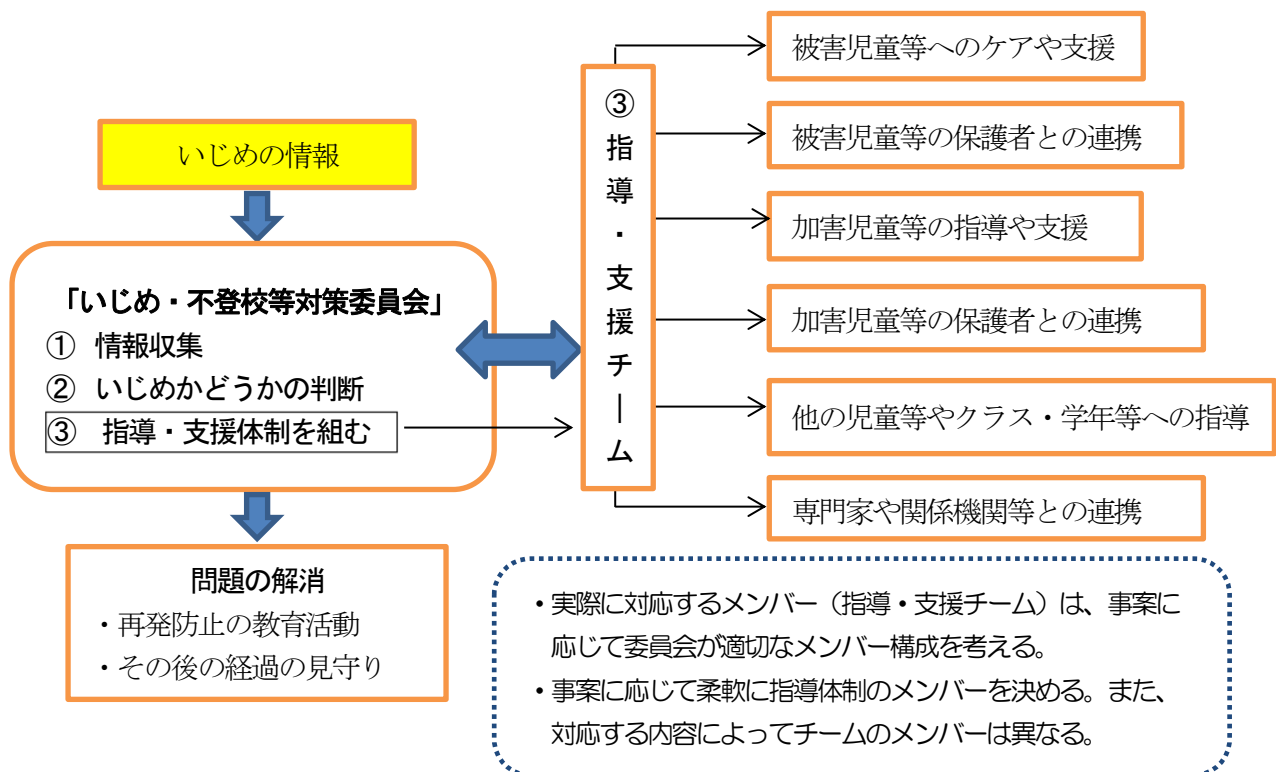 いじめの情報
「いじめ・不登校等対策委員会」
① 情報収集
② いじめかどうかの判断
③ 指導・支援体制を組む
問題の解消
・再発防止の教育活動
・その後の経過の見守り
③指導・支援チーム
被害児童等へのケアや支援
被害児童等の保護者との連携
加害児童等の指導や支援
加害児童等の保護者との連携
他の児童等やクラス・学年等への指導
専門家や関係機関等との連携
・実際に対応するメンバー（指導・支援チーム）は、事案に
応じて委員会が適切なメンバー構成を考える。
・事案に応じて柔軟に指導体制のメンバーを決める。また、
対応する内容によってチームのメンバーは異なる。